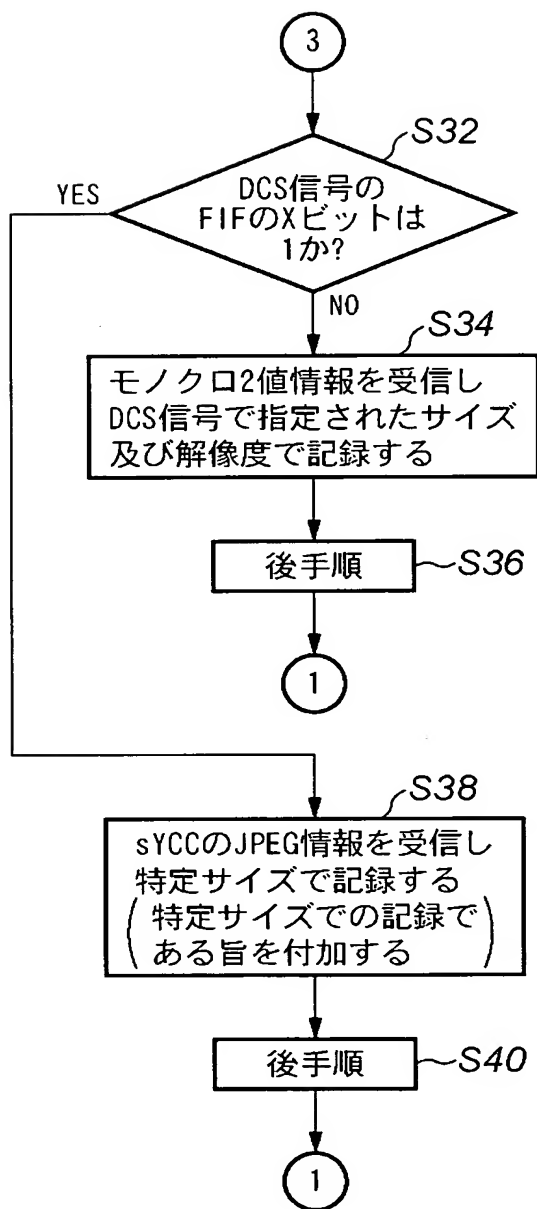 3
S32
DCS信号の
FIFのXビットは
1か?
YES
NO
S34
モノクロ2値情報を受信し
DCS信号で指定されたサイズ
及び解像度で記録する
後手順
S36
1
S38
sYCCのJPEG情報を受信し
特定サイズで記録する
(特定サイズでの記録で
ある旨を付加する)
後手順
S40
1